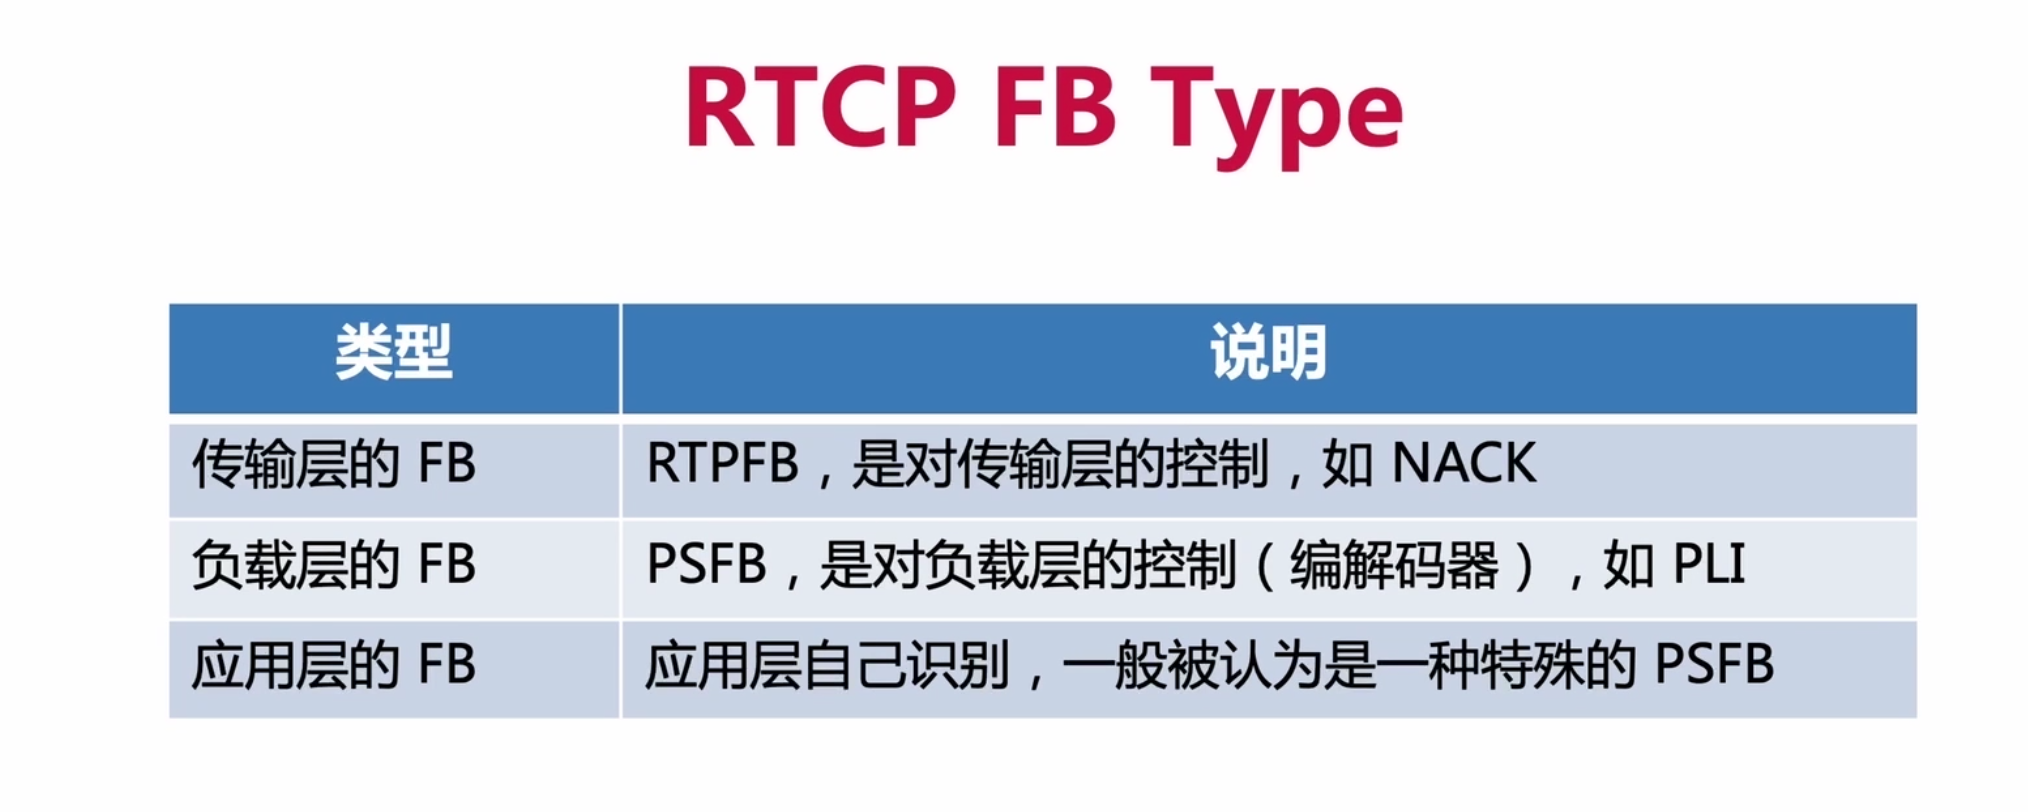 RTCP FB Type
类型 说明
传输层的 FB RTPFB，是对传输层的控制，如 NACK
负载层的 FB PSFB，是对负载层的控制（编解码器），如 PLI
应用层的 FB 应用层自己识别，一般被认为是一种特殊的 PSFB